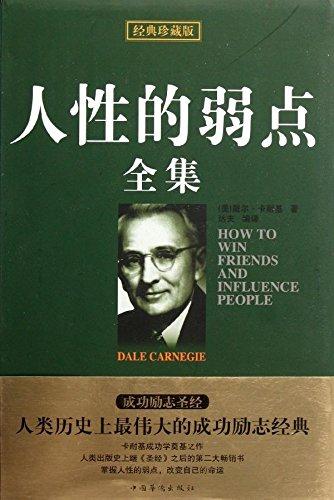 经典珍藏版
人性的弱点
全集
(美)戴尔·卡耐基 著
达夫 编译
HOW TO
WIN
FRIENDS
AND
INFLUENCE
PEOPLE
DALE CARNEGIE
成功励志圣经
人类历史上最伟大的成功励志经典
卡耐基成功学奠基之作
人类出版史上继《圣经》之后的第二大畅销书
掌握人性的弱点,改变自己的命运
中国华侨出版社